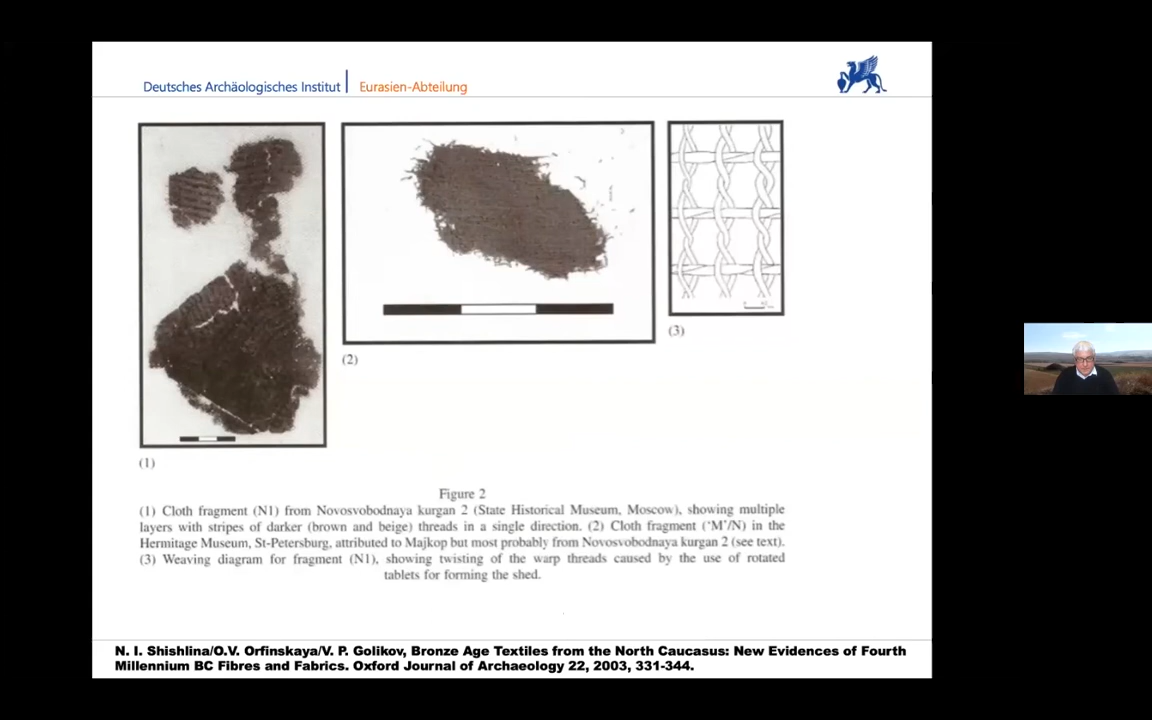 Deutsches Archäologisches Institut Eurasien-Abteilung
(1)
(2)
(3)
Figure 2
(1) Cloth fragment (N1) from Novosvobodnaya kurgan 2 (State Historical Museum, Moscow), showing multiple
layers with stripes of darker (brown and beige) threads in a single direction. (2) Cloth fragment ('M'/N) in the
Hermitage Museum, St-Petersburg, attributed to Majkop but most probably from Novosvobodnaya kurgan 2 (see text).
(3) Weaving diagram for fragment (N1), showing twisting of the warp threads caused by the use of rotated
tablets for forming the shed.
N. I. Shishlina/O.V. Orfinskaya/V. P. Golikov, Bronze Age Textiles from the North Caucasus: New Evidences of Fourth
Millennium BC Fibres and Fabrics. Oxford Journal of Archaeology 22, 2003, 331-344.